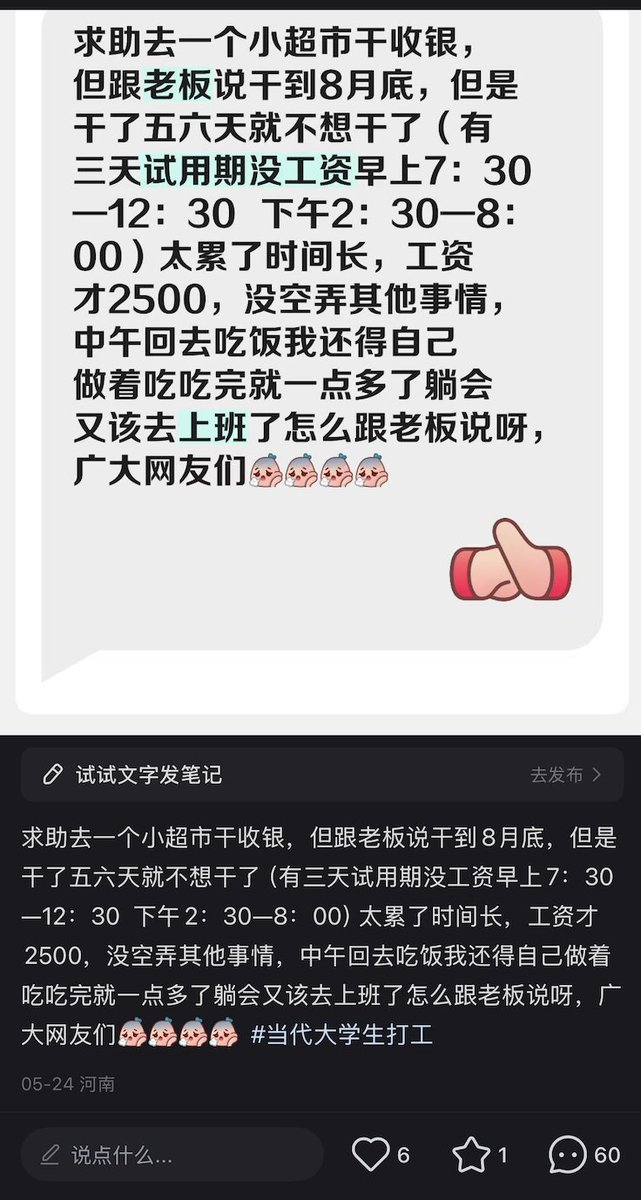 求助去一个小超市干收银，
但跟老板说干到8月底，但是
干了五六天就不想干了（有
三天试用期没工资早上7：30
—12：30 下午2：30—8：
00）太累了时间长，工资
才2500，没空弄其他事情，
中午回去吃饭我还得自己
做着吃吃完就一点多了躺会
又该去上班了怎么跟老板说呀，
广大网友们
试试文字发笔记
去发布
求助去一个小超市干收银，但跟老板说干到8月底，但是
干了五六天就不想干了（有三天试用期没工资早上7：30
—12：30 下午2：30—8：00）太累了时间长，工资才
2500，没空弄其他事情，中午回去吃饭我还得自己做着
吃吃完就一点多了躺会又该去上班了怎么跟老板说呀，广
大网友们 #当代大学生打工
05-24 河南
说点什么...
6
1
60